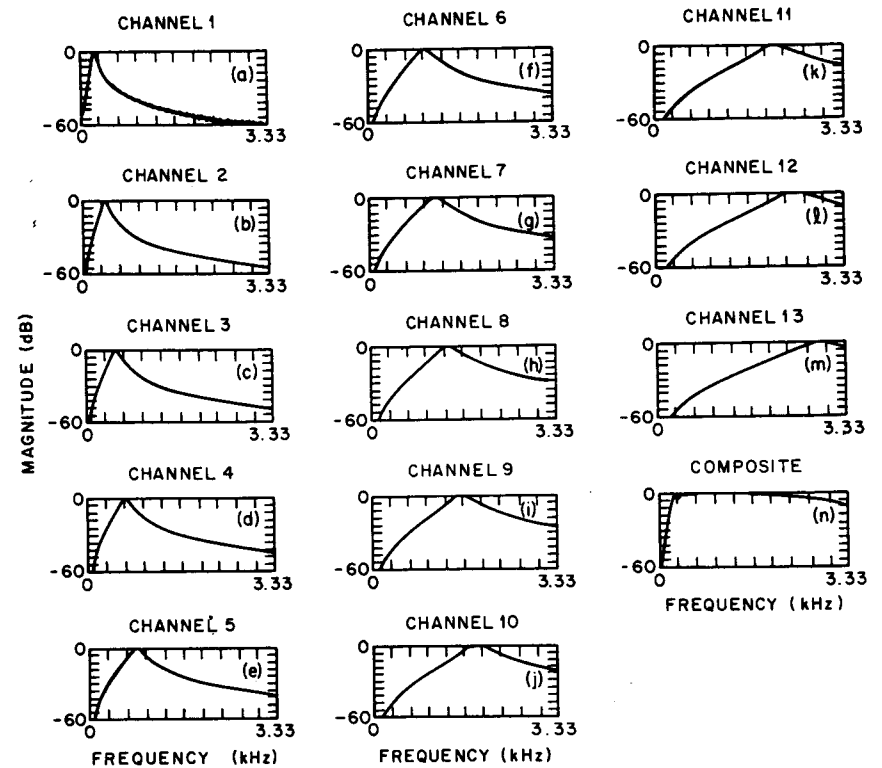 CHANNEL 1
0
(a)
-60
0
3.33
CHANNEL 2
0
(b)
-60
0
3.33
CHANNEL 3
0
(c)
-60
0
3.33
CHANNEL 4
0
(d)
-60
0
3.33
CHANNEL 5
0
(e)
-60
0
3.33
FREQUENCY (kHz)
MAGNITUDE (dB)
CHANNEL 6
0
(f)
-60
0
3.33
CHANNEL 7
0
(g)
-60
0
3.33
CHANNEL 8
0
(h)
-60
0
3.33
CHANNEL 9
0
(i)
-60
0
3.33
CHANNEL 10
0
(j)
-60
0
3.33
FREQUENCY (kHz)
CHANNEL 11
0
(k)
-60
0
3.33
CHANNEL 12
0
(l)
-60
0
3.33
CHANNEL 13
0
(m)
-60
0
3.33
COMPOSITE
0
(n)
-60
0
3.33
FREQUENCY (kHz)